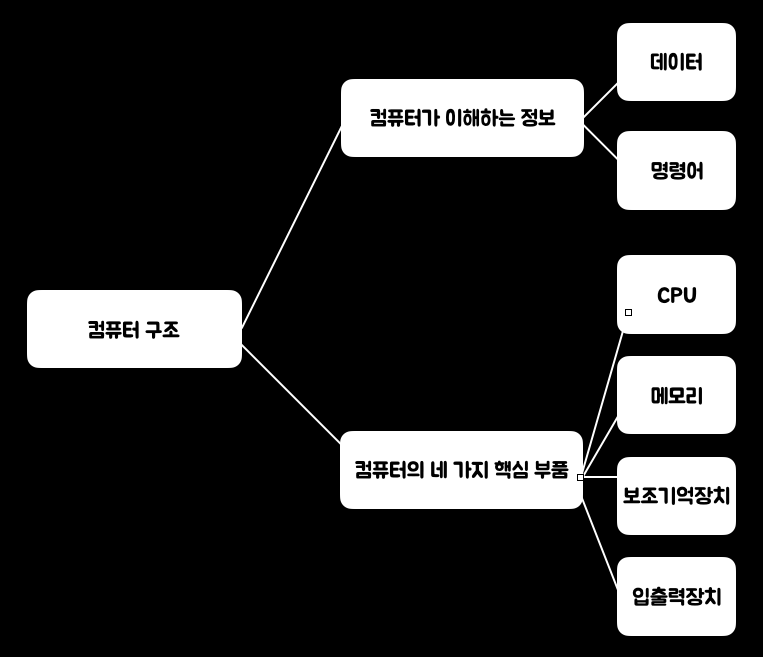 컴퓨터 구조
컴퓨터가 이해하는 정보
데이터
명령어
컴퓨터의 네 가지 핵심 부품
CPU
메모리
보조기억장치
입출력장치